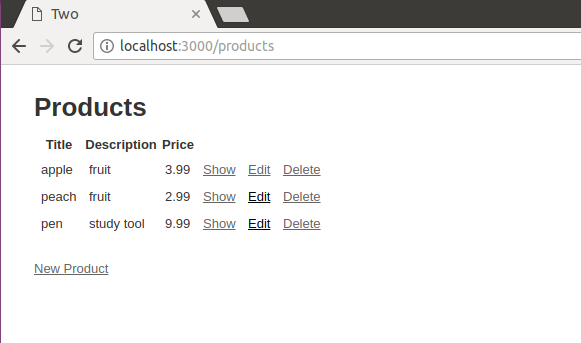 Two
localhost:3000/products
Products
Title Description Price
apple fruit 3.99 Show Edit Delete
peach fruit 2.99 Show Edit Delete
pen study tool 9.99 Show Edit Delete
New Product